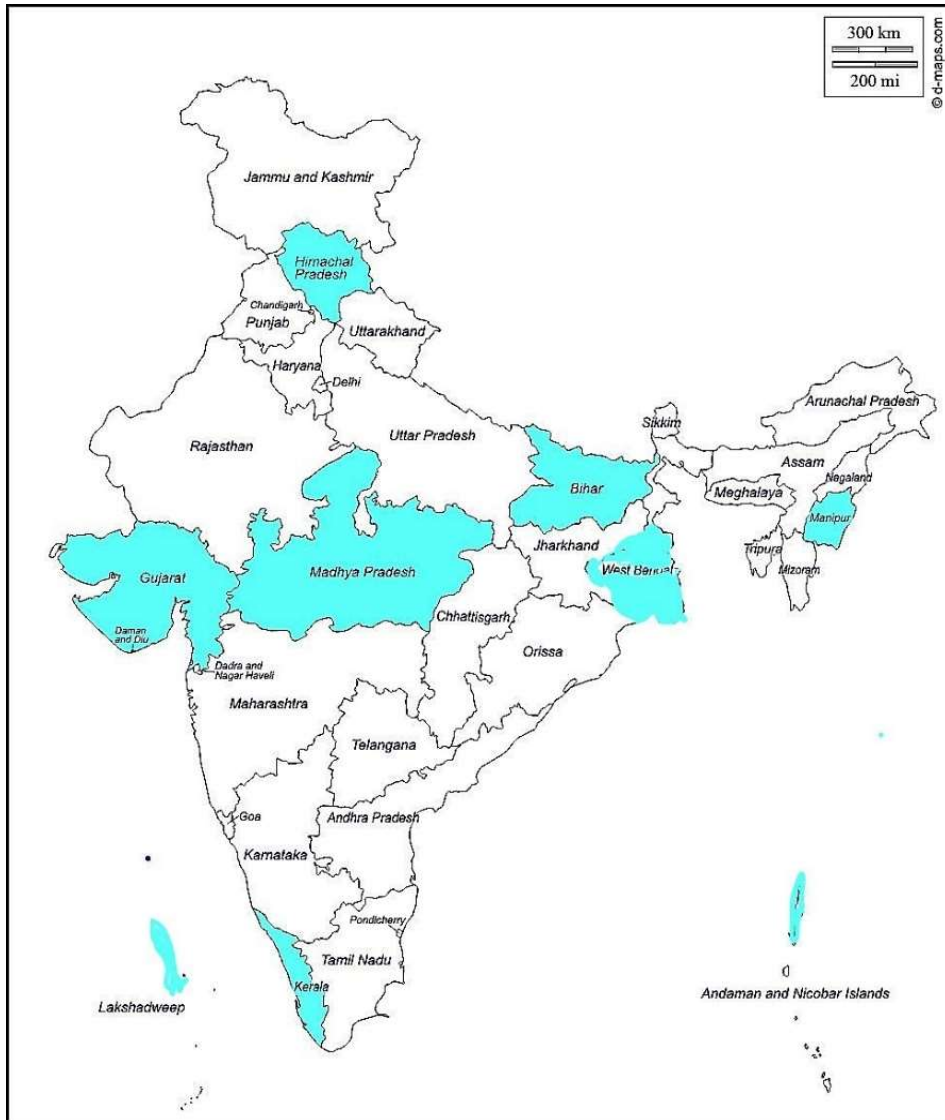 300 km
200 mi
© d-maps.com
Jammu and Kashmir
Himachal
Pradesh
Chandigarh
Punjab
Uttarakhand
Haryana
Delhi
Arunachal Pradesh
Sikkim
Rajasthan
Uttar Pradesh
Assam
Nagaland
Meghalaya
Bihar
Manipur
Jharkhand
Tripura
Mizoram
West Bengal
Gujarat
Madhya Pradesh
Chhattisgarh
Daman
and Diu
Orissa
Dadra and
Nagar Haveli
Maharashtra
Telangana
Goa
Andhra Pradesh
Karnataka
Pondicherry
Tamil Nadu
Kerala
Lakshadweep
Andaman and Nicobar Islands